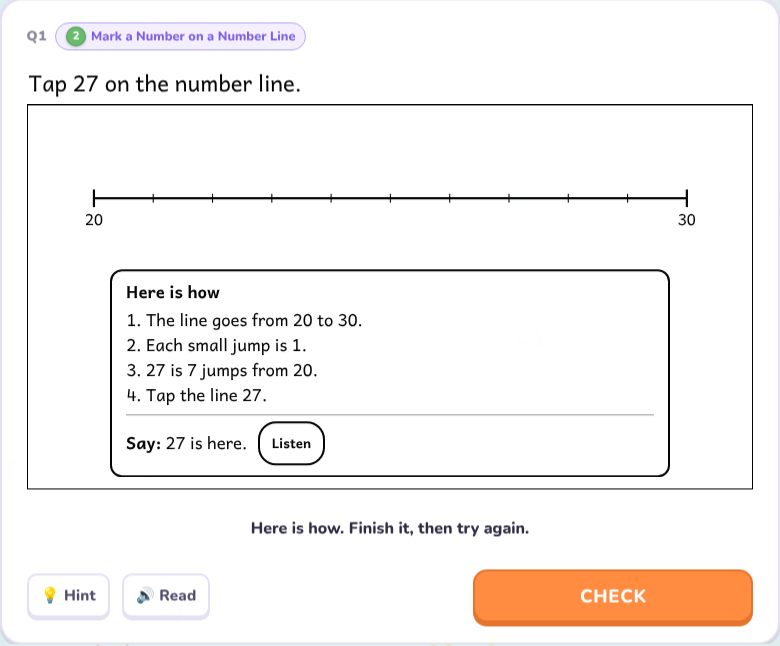 Q1 2 Mark a Number on a Number Line
Tap 27 on the number line.
20 30
Here is how
1. The line goes from 20 to 30.
2. Each small jump is 1.
3. 27 is 7 jumps from 20.
4. Tap the line 27.
Say: 27 is here. Listen
Here is how. Finish it, then try again.
Hint Read CHECK